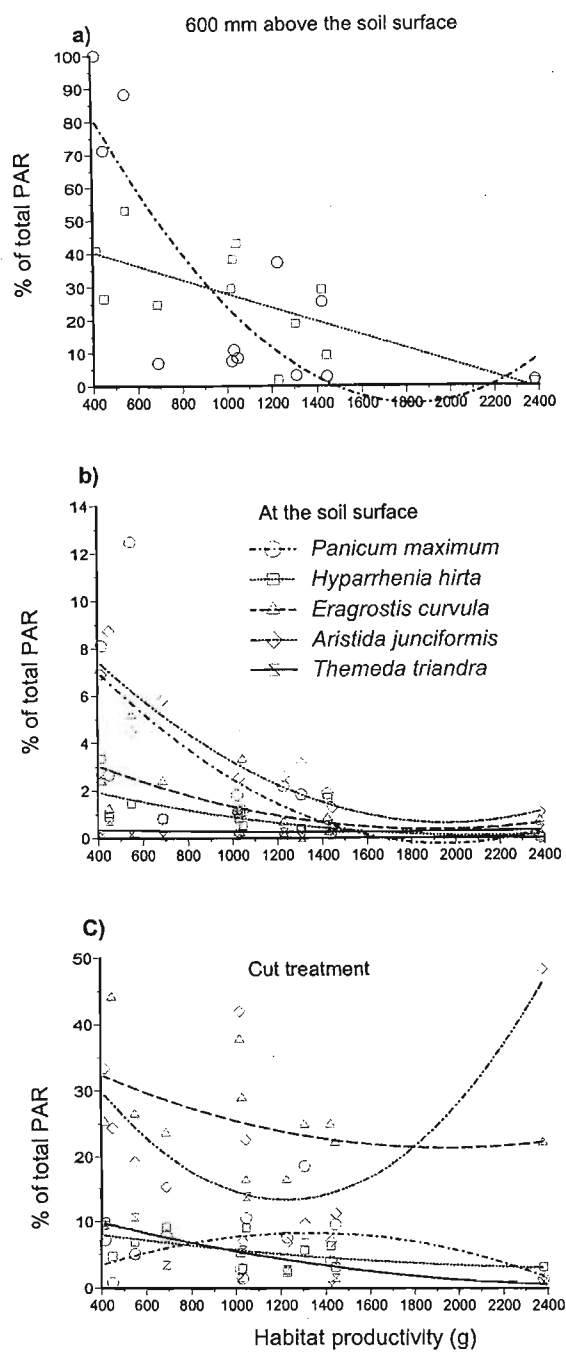 600 mm above the soil surface
a)
100
90
80
70
60
50
40
30
20
10
0
% of total PAR
400 600 800 1000 1200 1400 1600 1800 2000 2200 2400
b)
14
12
10
8
6
4
2
0
% of total PAR
At the soil surface
Panicum maximum
Hyparrhenia hirta
Eragrostis curvula
Aristida junciformis
Themeda triandra
400 600 800 1000 1200 1400 1600 1800 2000 2200 2400
C)
Cut treatment
50
40
30
20
10
0
% of total PAR
400 600 800 1000 1200 1400 1600 1800 2000 2200 2400
Habitat productivity (g)